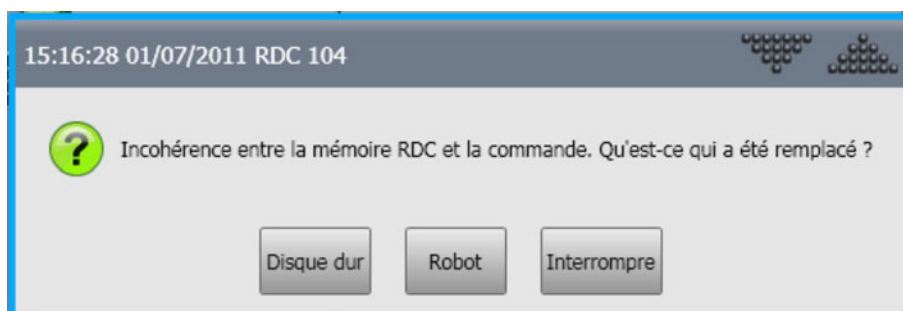 15:16:28 01/07/2011 RDC 104
Incohérence entre la mémoire RDC et la commande. Qu'est-ce qui a été remplacé ?
Disque dur Robot Interrompre